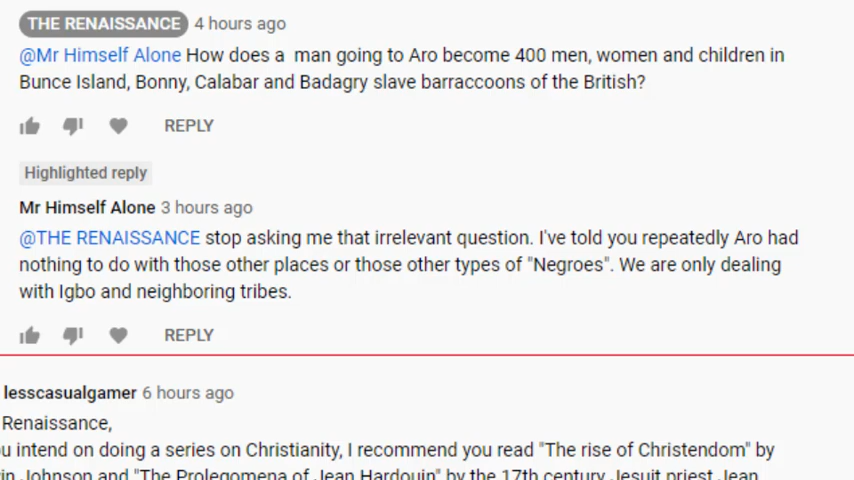 THE RENAISSANCE 4 hours ago
@Mr Himself Alone How does a man going to Aro become 400 men, women and children in
Bunce Island, Bonny, Calabar and Badagry slave barraccoons of the British?
REPLY
Highlighted reply
Mr Himself Alone 3 hours ago
@THE RENAISSANCE stop asking me that irrelevant question. I've told you repeatedly Aro had
nothing to do with those other places or those other types of "Negroes". We are only dealing
with Igbo and neighboring tribes.
REPLY
lesscasualgamer 6 hours ago
Renaissance,
intend on doing a series on Christianity, I recommend you read "The rise of Christendom" by
Johnson and "The Prolegomena of Jean Hardouin" by the 17th century Jesuit priest Jean